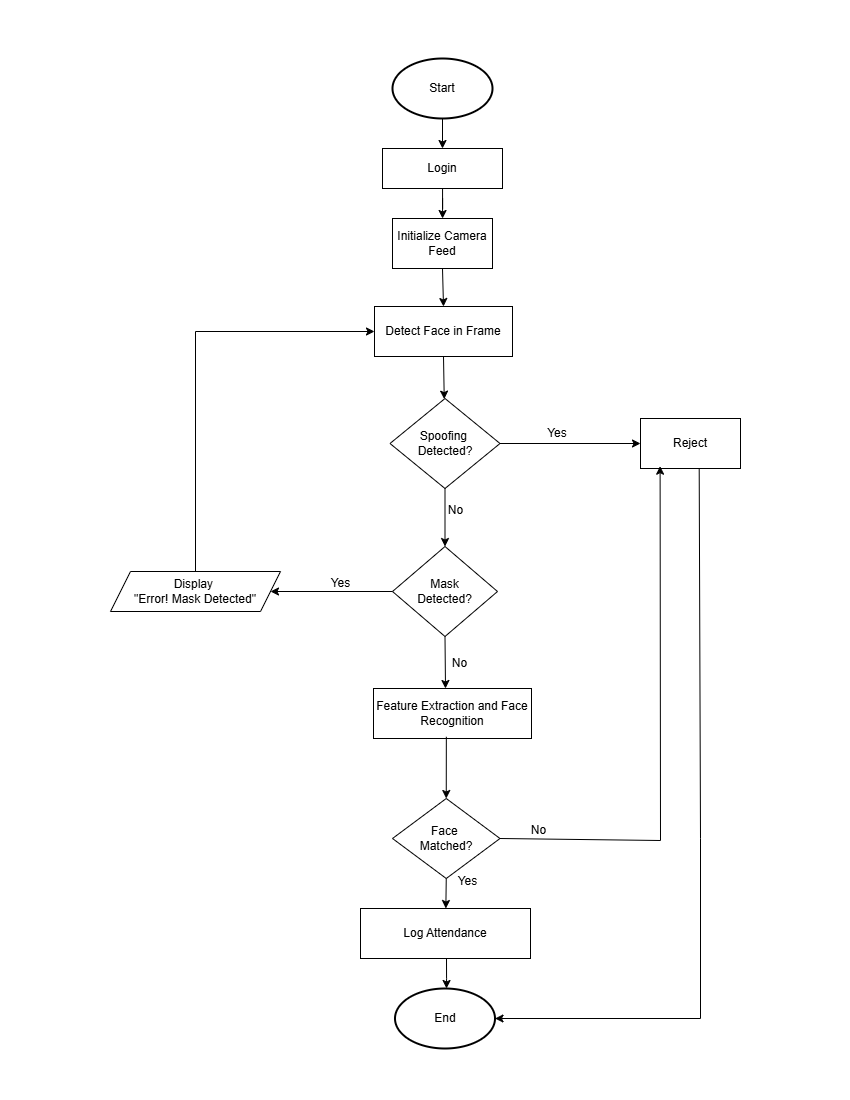 Start
Login
Initialize Camera
Feed
Detect Face in Frame
Spoofing
Detected?
Yes
Reject
No
Mask
Detected?
Yes
Display
"Error! Mask Detected"
No
Feature Extraction and Face
Recognition
Face
Matched?
No
Yes
Log Attendance
End